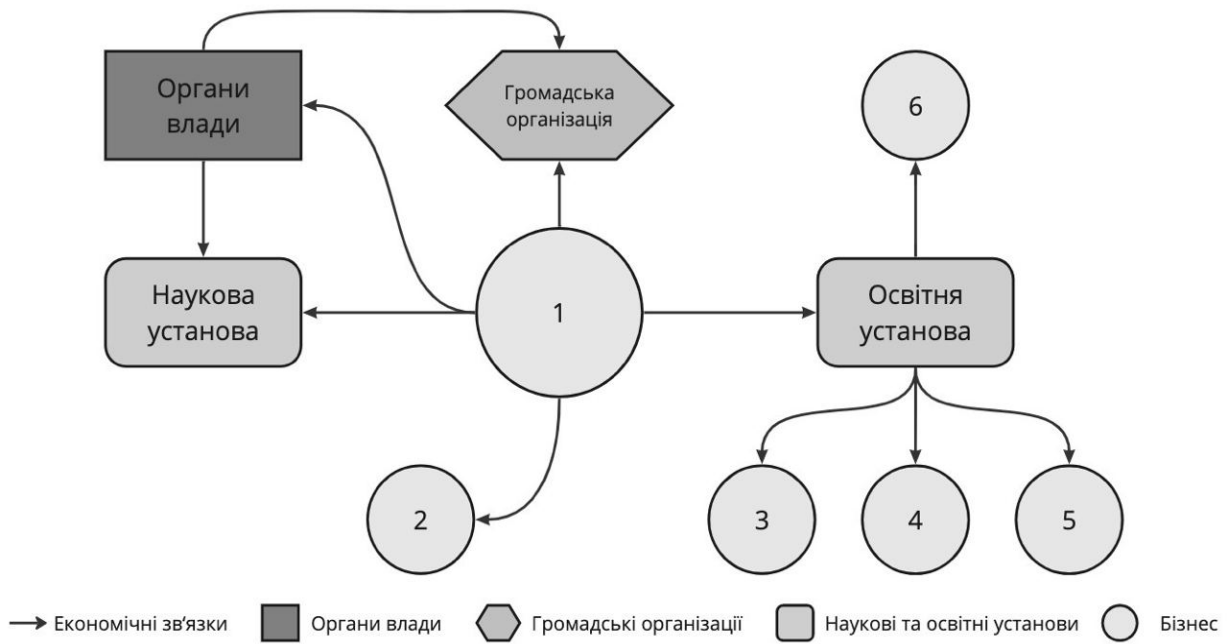 Органи
влади
Громадська
організація
6
Наукова
установа
1
Освітня
установа
2
3
4
5
Економічні зв'язки
Органи влади
Громадські організації
Наукові та освітні установи
Бізнес